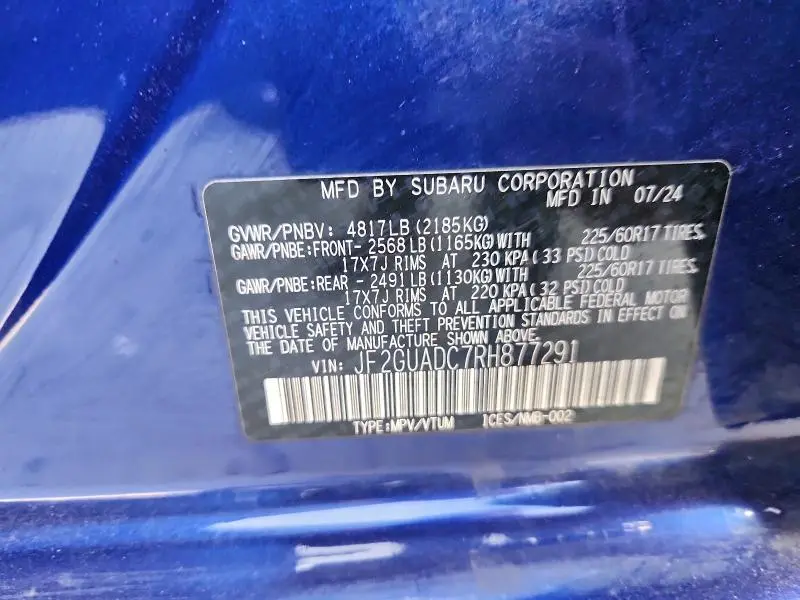 MFD BY SUBARU CORPORATION
MFD IN 07/24
GVWR/PNBV: 4817LB (2185KG)
GAWR/PNBE:FRONT- 2568LB (1165KG) WITH 225/60R17 TIRES,
17X7J RIMS AT 230 KPA ( 33 PSI) COLD
GAWR/PNBE:REAR - 2491LB (1130KG) WITH 225/60R17 TIRES,
17X7J RIMS AT 220 KPA ( 32 PSI) COLD
THIS VEHICLE CONFORMS TO ALL APPLICABLE FEDERAL MOTOR
VEHICLE SAFETY AND THEFT PREVENTION STANDARDS IN EFFECT ON
THE DATE OF MANUFACTURE SHOWN ABOVE.
VIN: JF2GUADC7RH877291
TYPE:MPV/VTUM ICES/NMB-002